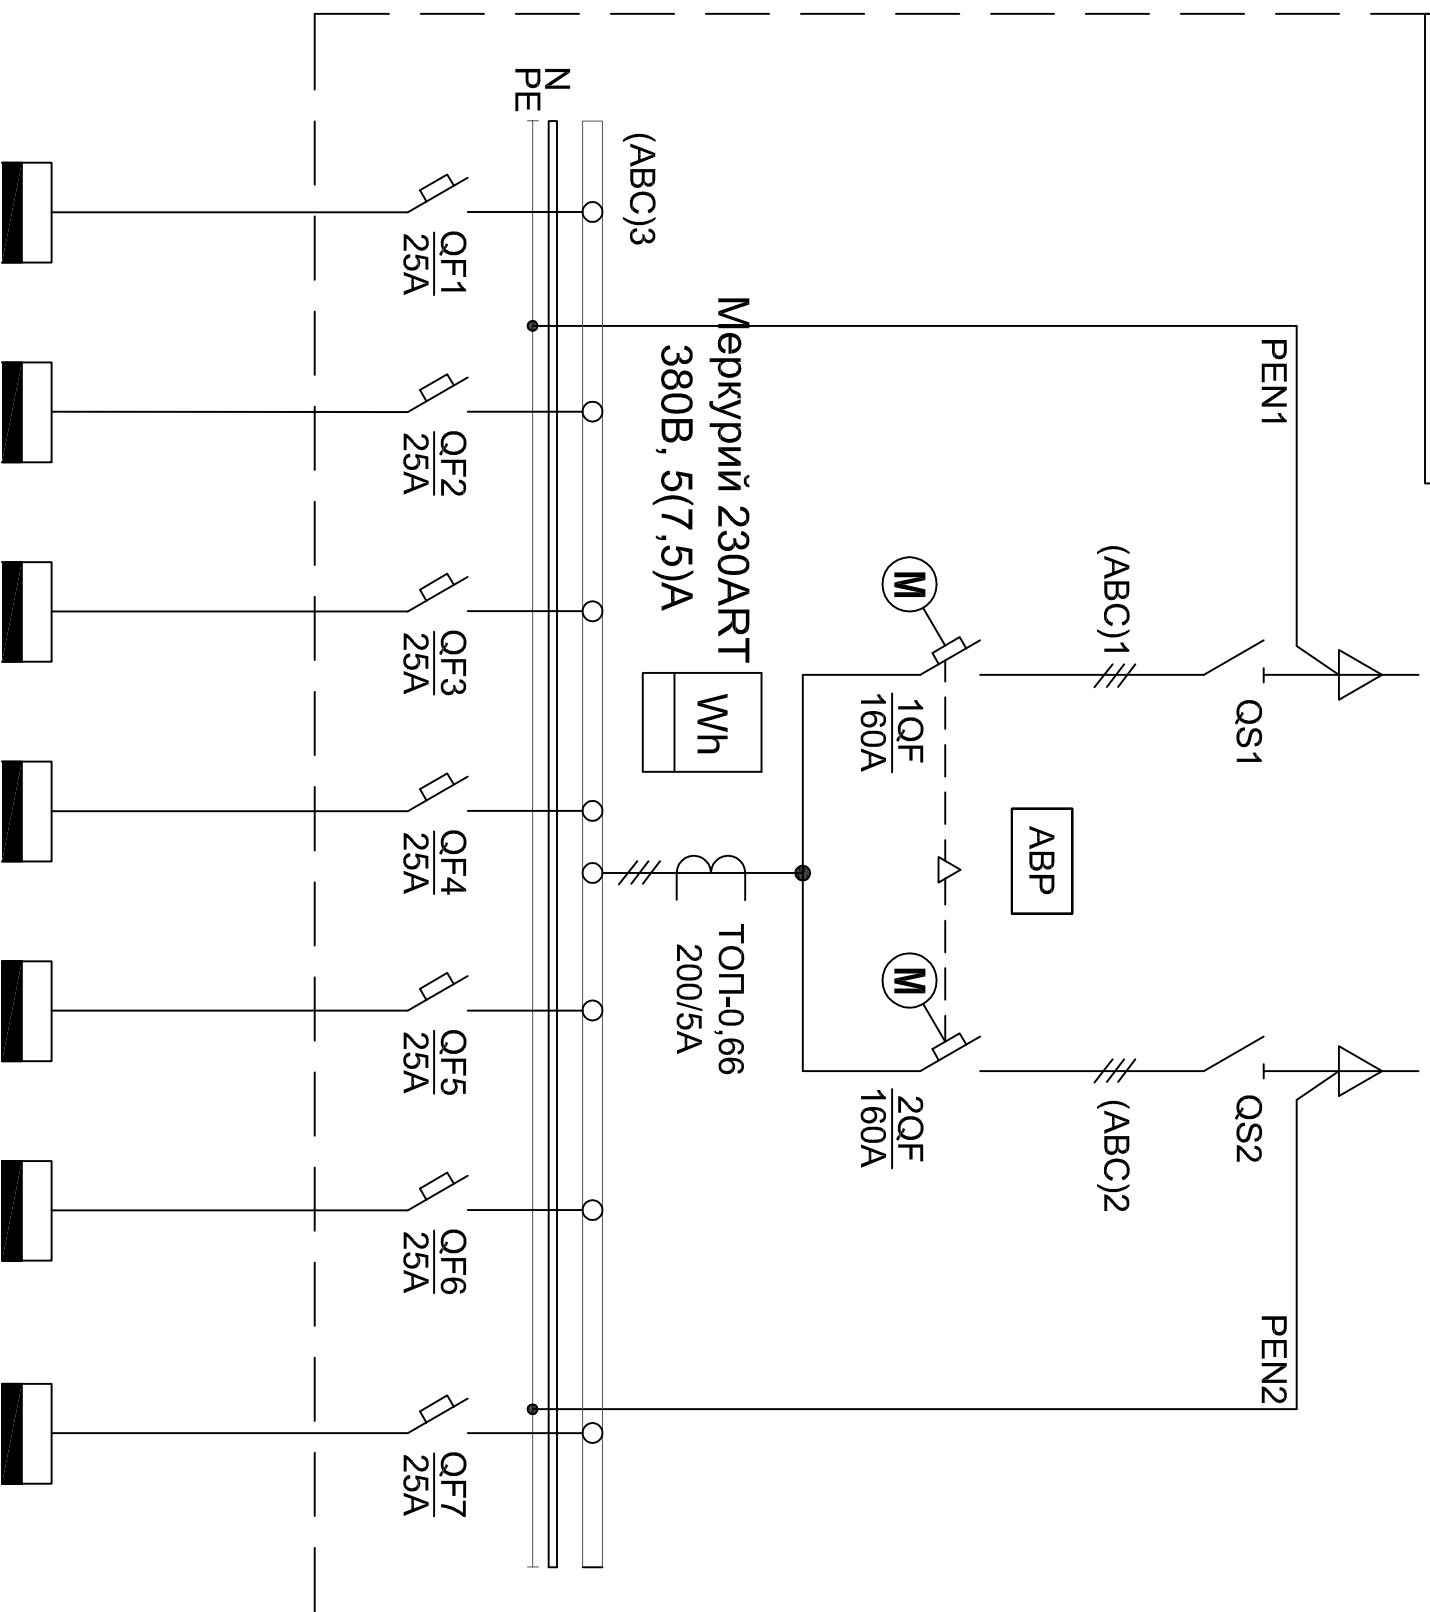 PEN1
QS1
QS2
PEN2
(ABC)1
(ABC)2
АВР
M
1QF
160A
M
2QF
160A
Меркурий 230ART
380В, 5(7,5)А
Wh
ТОП-0,66
200/5А
(ABC)3
N
PE
QF1
25A
QF2
25A
QF3
25A
QF4
25A
QF5
25A
QF6
25A
QF7
25A